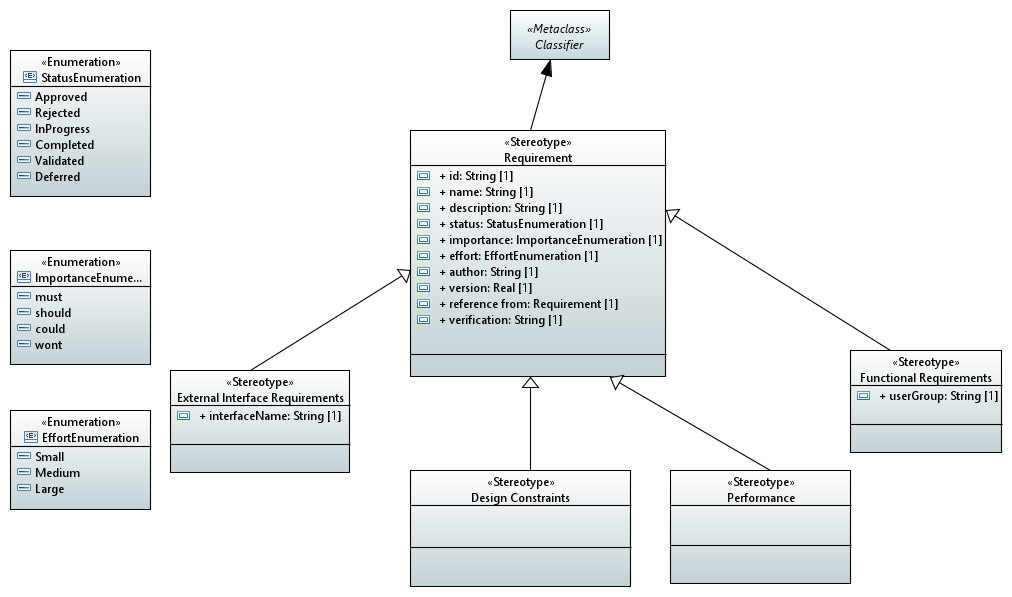 «Metaclass»
Classifier
«Enumeration»
StatusEnumeration
Approved
Rejected
InProgress
Completed
Validated
Deferred
«Stereotype»
Requirement
+ id: String [1]
+ name: String [1]
+ description: String [1]
+ status: StatusEnumeration [1]
+ importance: ImportanceEnumeration [1]
+ effort: EffortEnumeration [1]
+ author: String [1]
+ version: Real [1]
+ reference from: Requirement [1]
+ verification: String [1]
«Enumeration»
ImportanceEnume...
must
should
could
wont
«Stereotype»
External Interface Requirements
+ interfaceName: String [1]
«Stereotype»
Functional Requirements
+ userGroup: String [1]
«Enumeration»
EffortEnumeration
Small
Medium
Large
«Stereotype»
Design Constraints
«Stereotype»
Performance